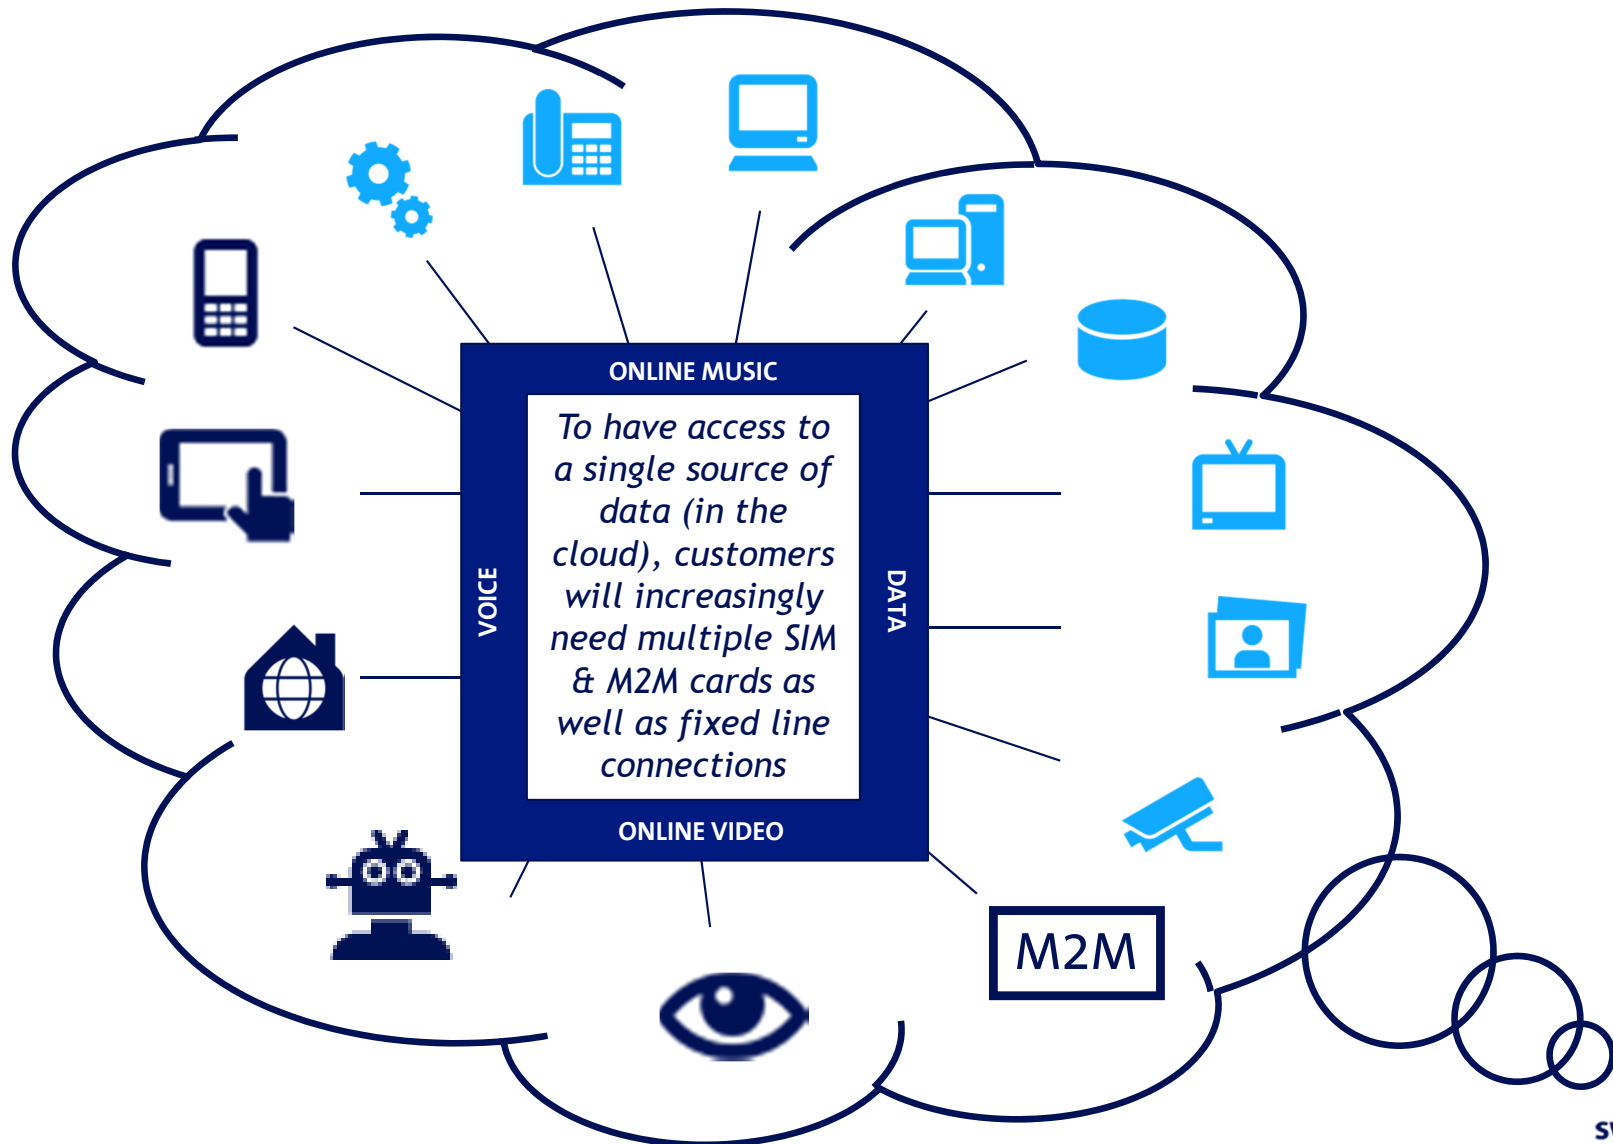 ONLINE MUSIC
To have access to
a single source of
data (in the
cloud), customers
will increasingly
need multiple SIM
& M2M cards as
well as fixed line
connections
VOICE
DATA
ONLINE VIDEO
M2M